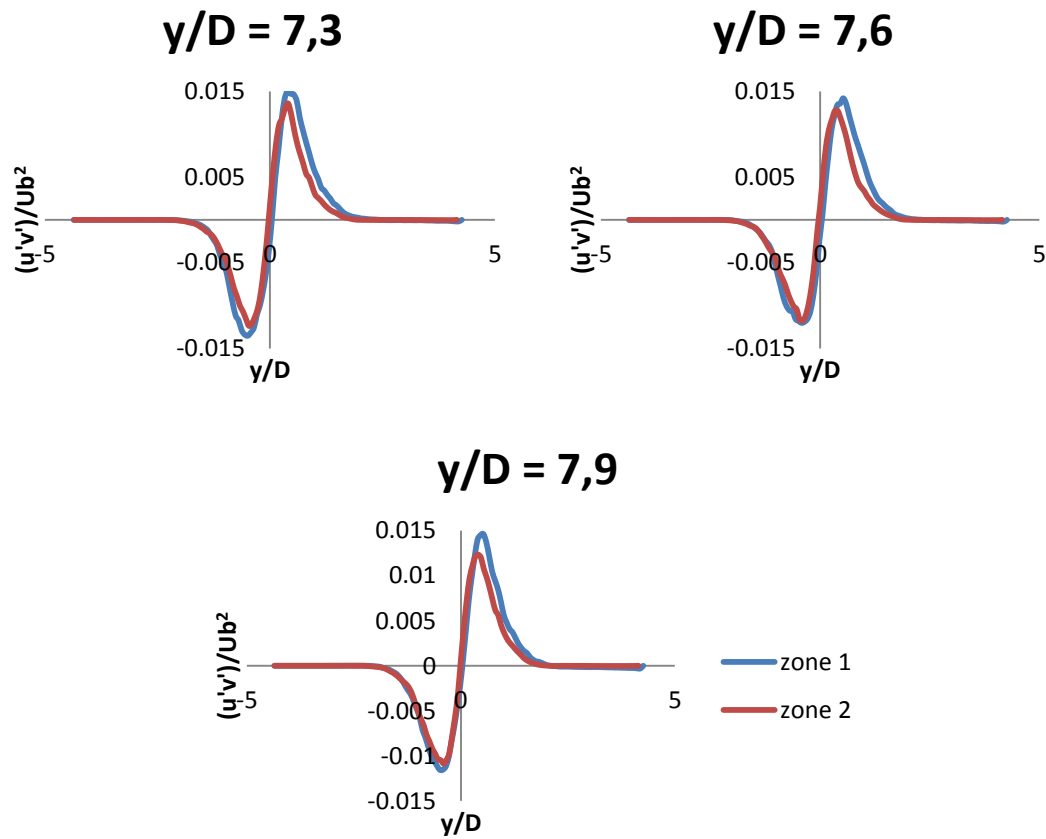 y/D = 7,3
0.015
0.005
-0.005
-0.015
-5
0
5
(u'v')/Ub²
y/D
y/D = 7,6
0.015
0.005
-0.005
-0.015
-5
0
5
(u'v')/Ub²
y/D
y/D = 7,9
0.015
0.01
0.005
0
-0.005
-0.01
-0.015
-5
0
5
(u'v')/Ub²
y/D
zone 1
zone 2